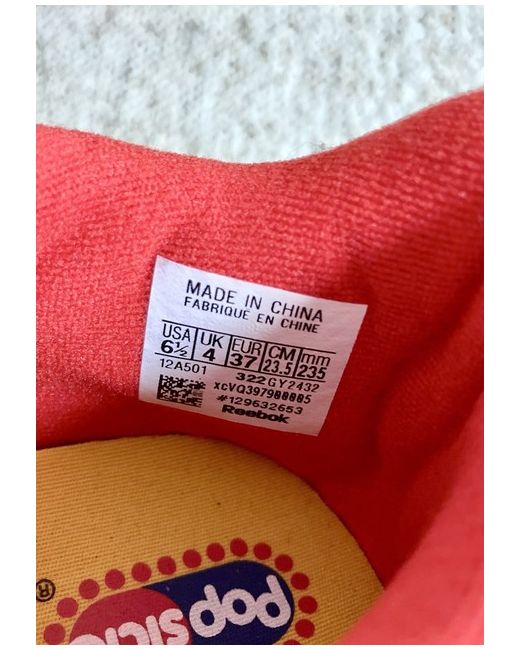 MADE IN CHINA
FABRIQUE EN CHINE
USA UK EUR CM mm
6½ 4 37 23.5 235
12A501 322 GY2432
xcVQ397900005
#129632653
Reebok
Popsicle
®